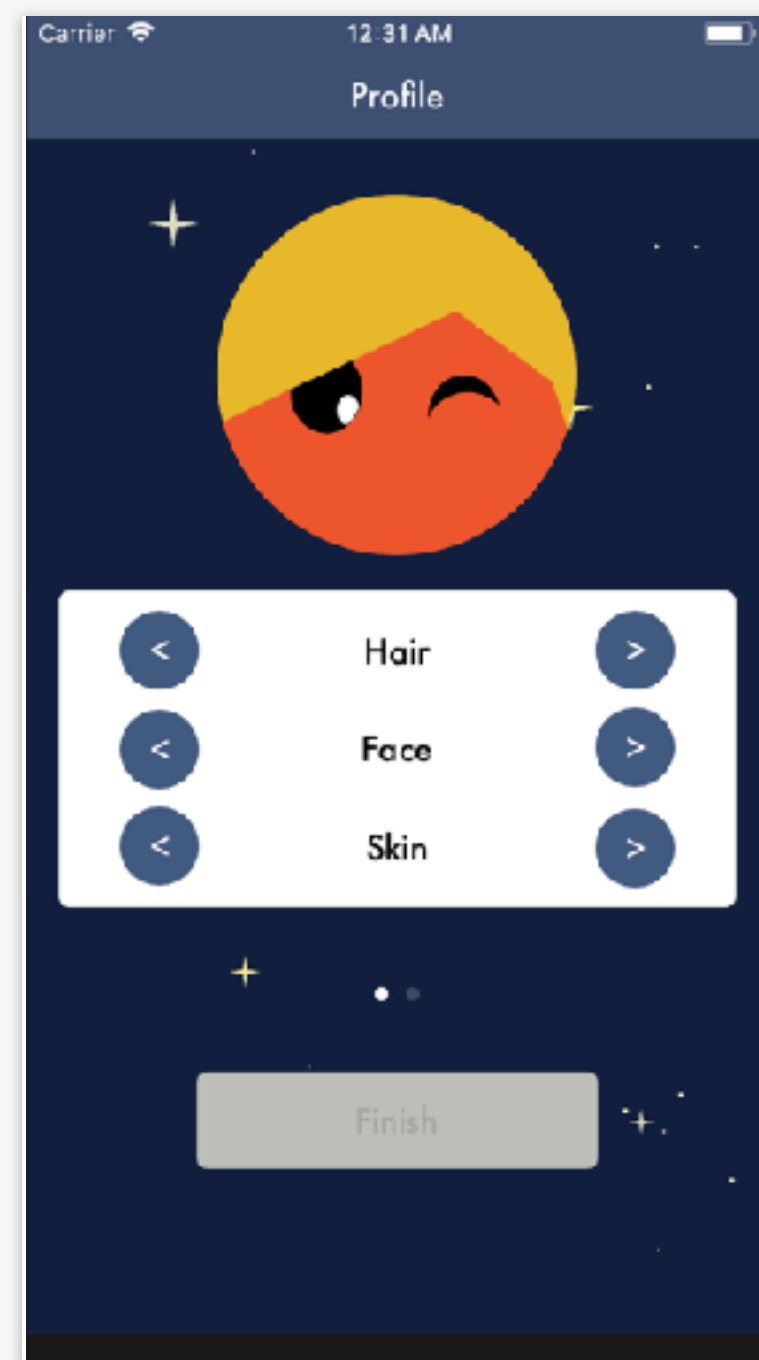 Carrier 12:31 AM
Profile
< Hair >
< Face >
< Skin >
Finish